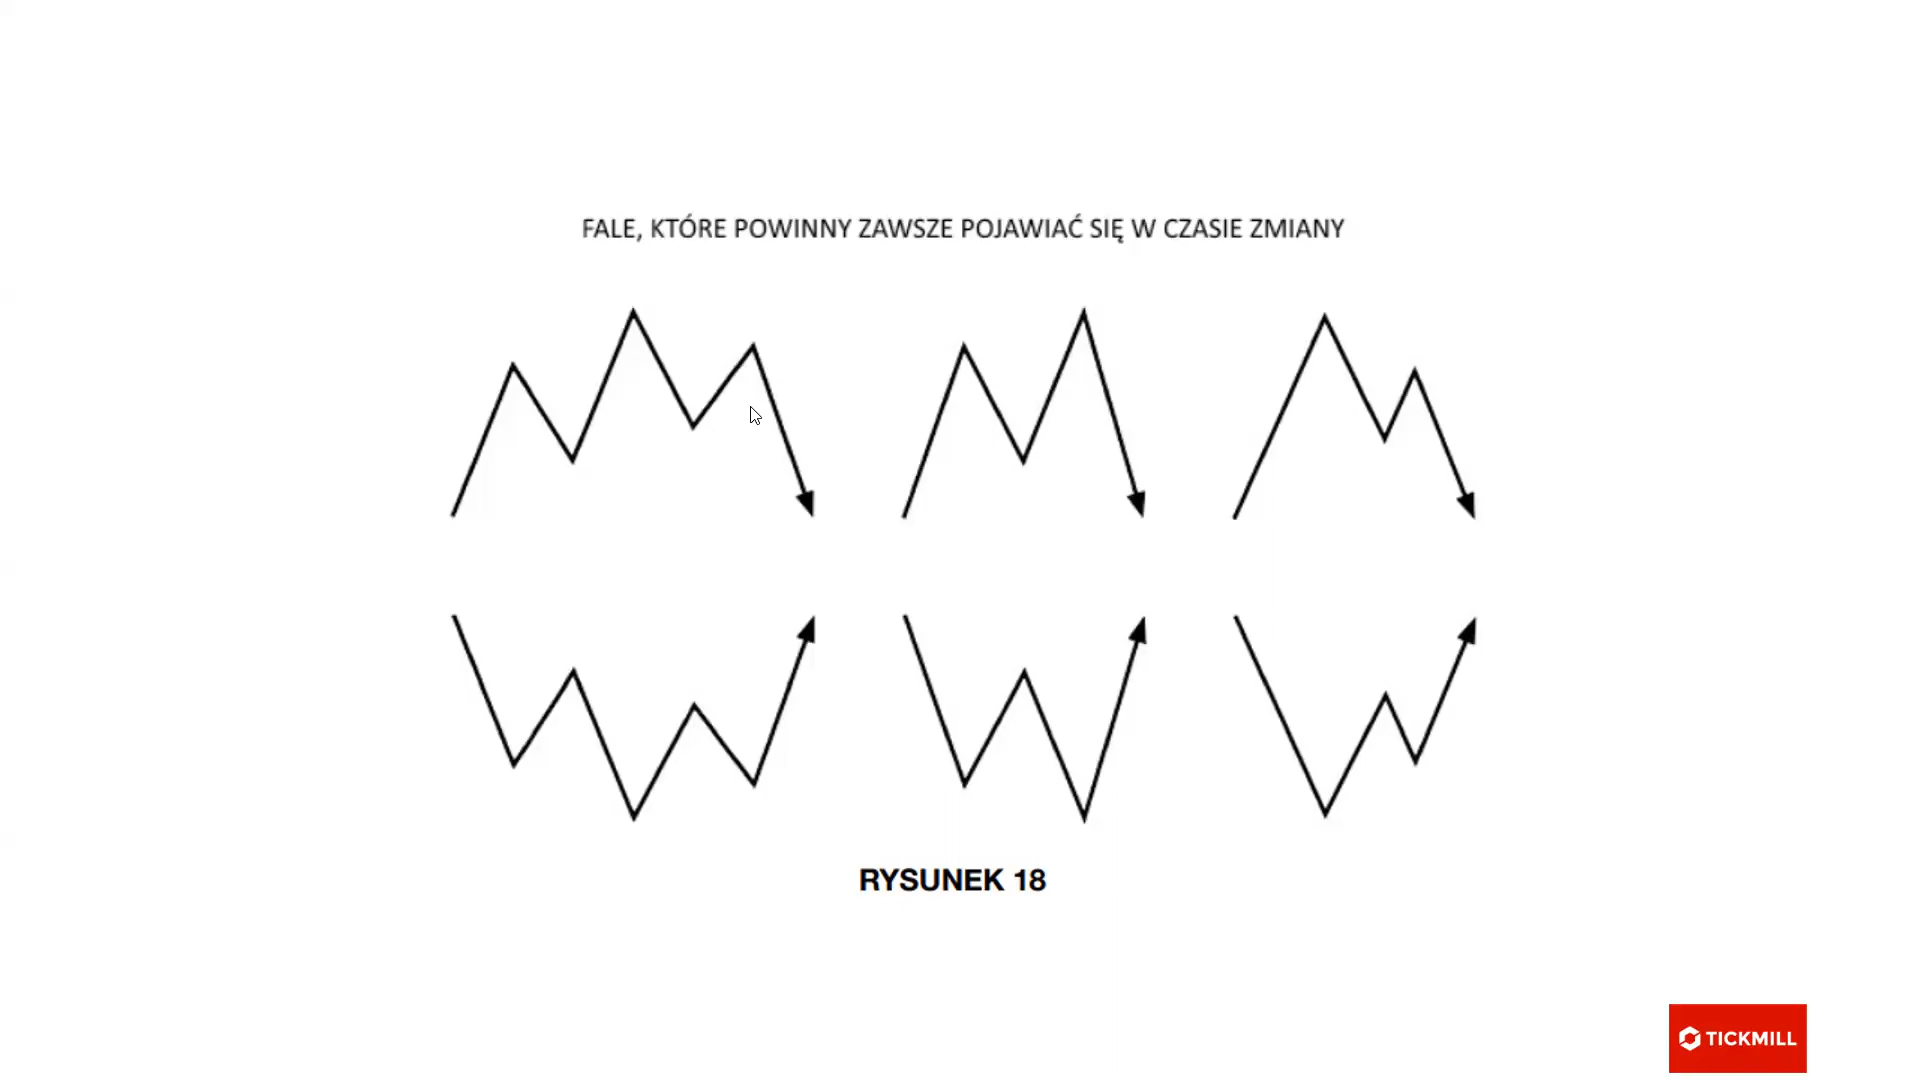 FALE, KTÓRE POWINNY ZAWSZE POJAWIAĆ SIĘ W CZASIE ZMIANY
RYSUNEK 18
TICKMILL